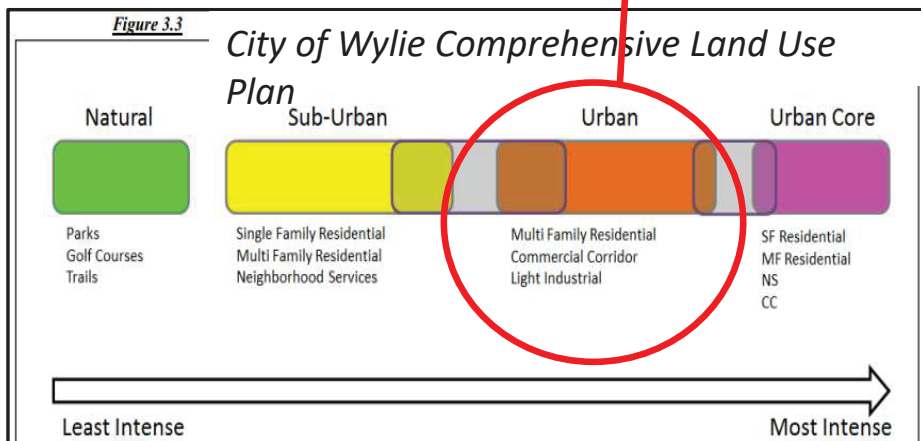 Figure 3.3
City of Wylie Comprehensive Land Use
Plan
Natural
Sub-Urban
Urban
Urban Core
Parks
Golf Courses
Trails
Single Family Residential
Multi Family Residential
Neighborhood Services
Multi Family Residential
Commercial Corridor
Light Industrial
SF Residential
MF Residential
NS
CC
Least Intense
Most Intense